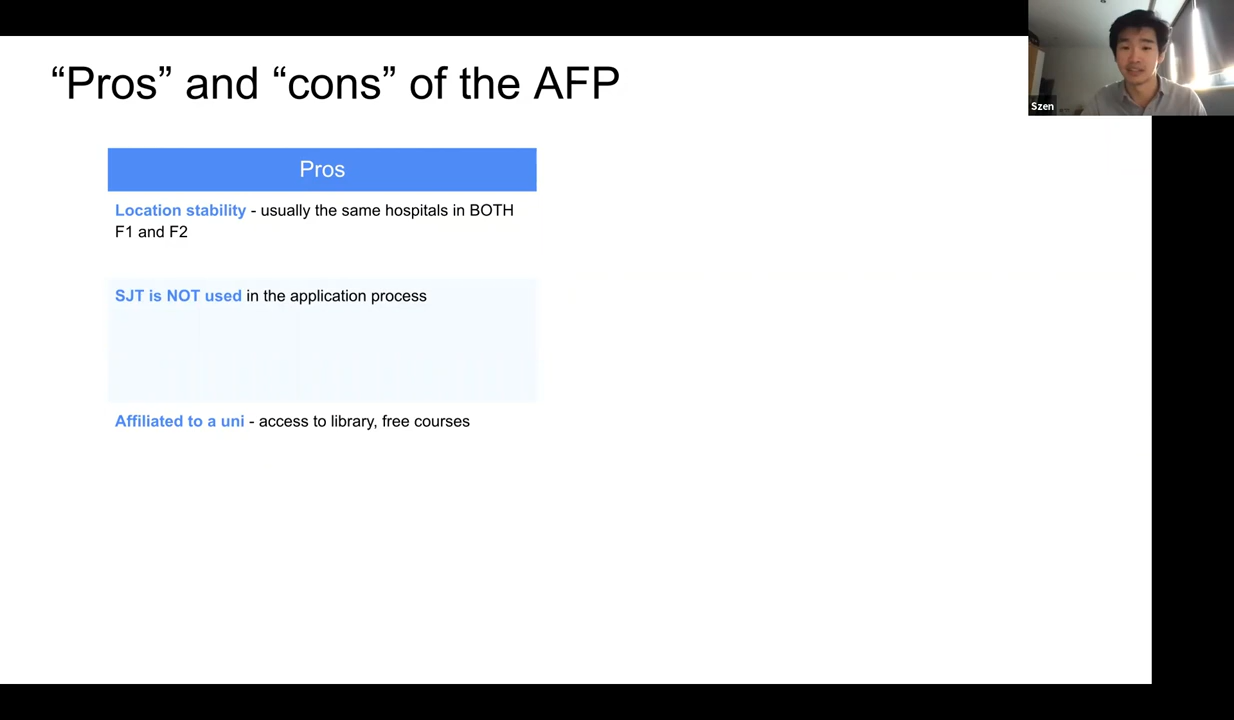 “Pros” and “cons” of the AFP
Szen
Pros
Location stability - usually the same hospitals in BOTH
F1 and F2
SJT is NOT used in the application process
Affiliated to a uni - access to library, free courses